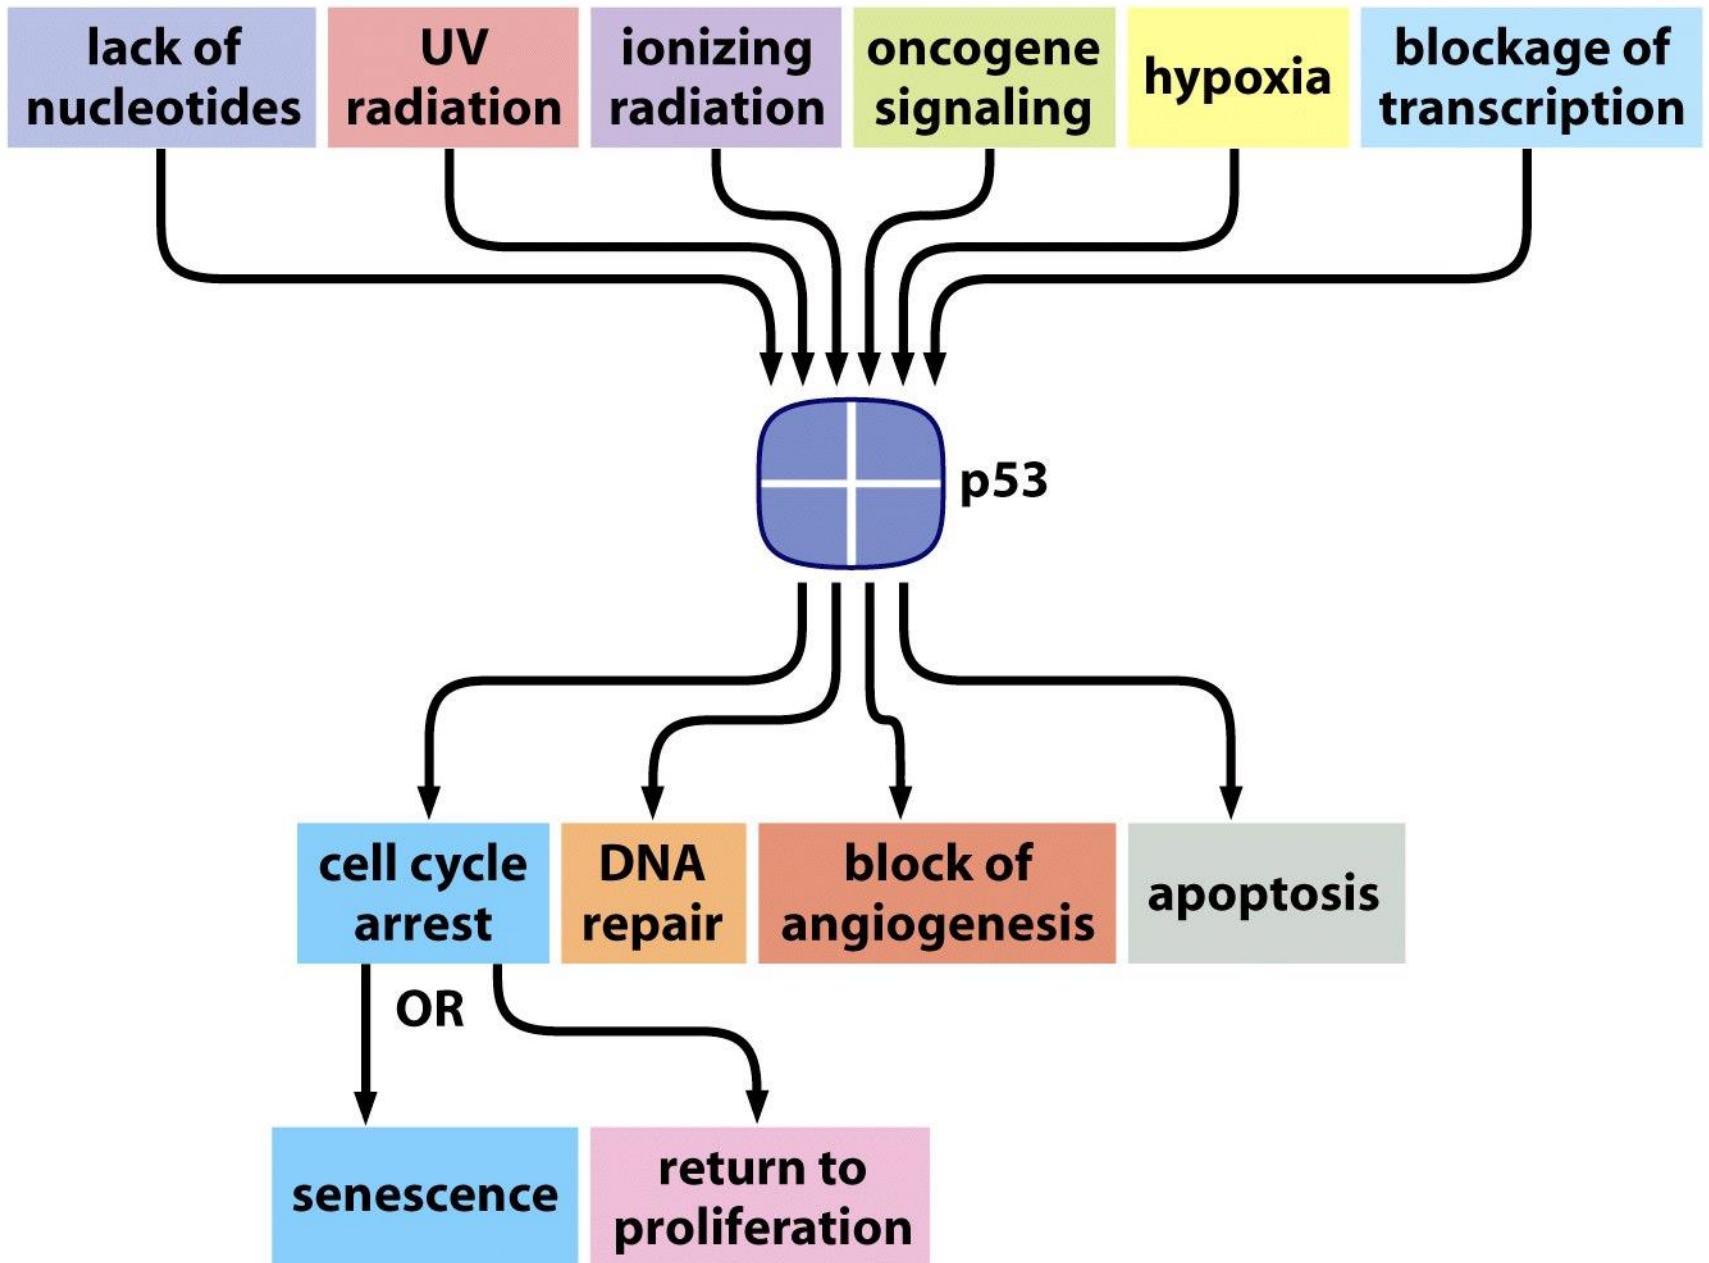 lack of
nucleotides
UV
radiation
ionizing
radiation
oncogene
signaling
hypoxia
blockage of
transcription
p53
cell cycle
arrest
DNA
repair
block of
angiogenesis
apoptosis
OR
senescence
return to
proliferation